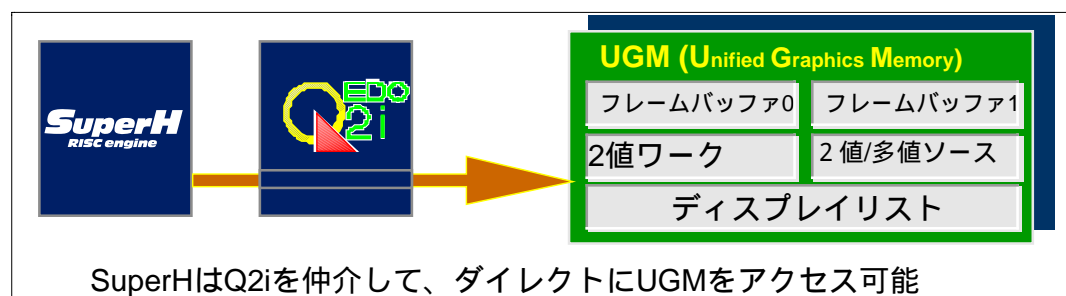 SuperH
RISC engine
Q EDO
2i
UGM (Unified Graphics Memory)
フレームバッファ0 フレームバッファ1
2値ワーク 2値/多値ソース
ディスプレイリスト
SuperHはQ2iを仲介して、ダイレクトにUGMをアクセス可能